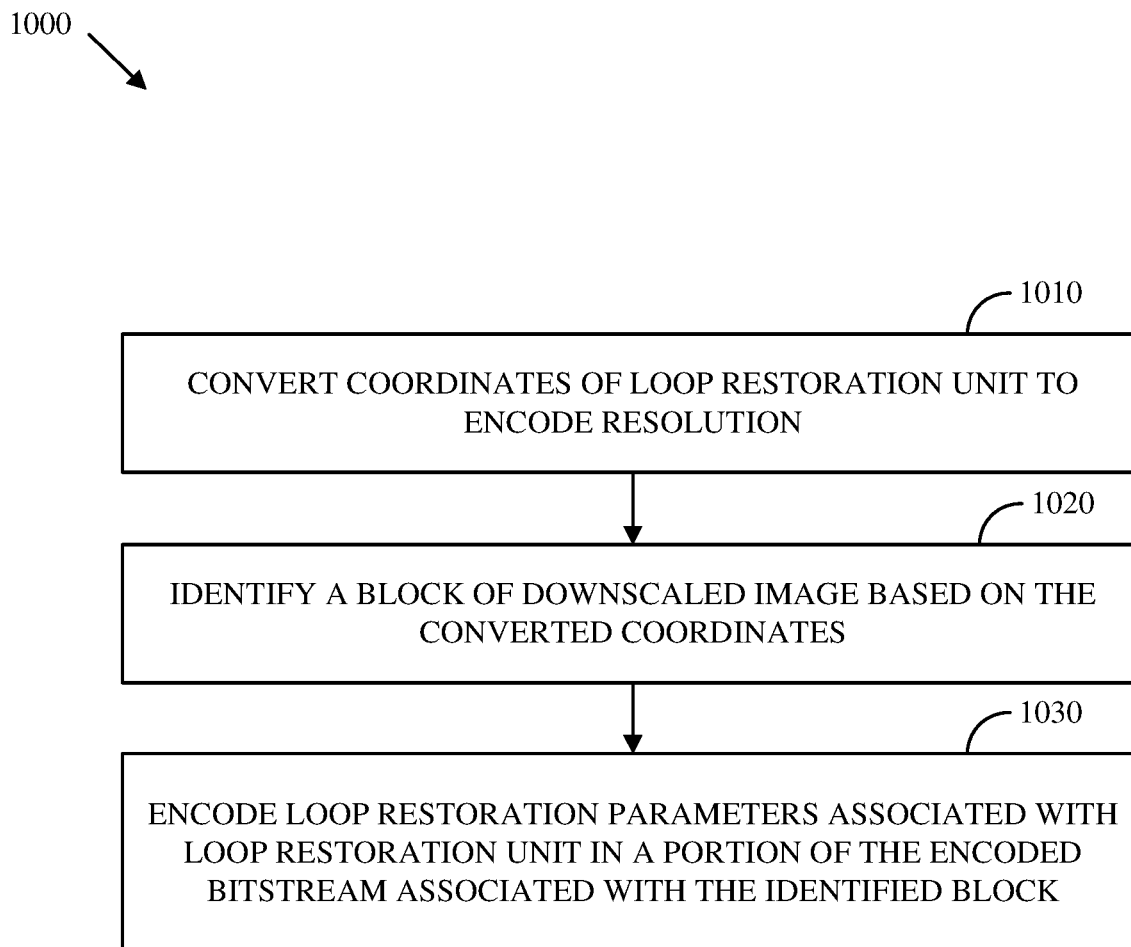 1000
1010
CONVERT COORDINATES OF LOOP RESTORATION UNIT TO
ENCODE RESOLUTION
1020
IDENTIFY A BLOCK OF DOWNSCALED IMAGE BASED ON THE
CONVERTED COORDINATES
1030
ENCODE LOOP RESTORATION PARAMETERS ASSOCIATED WITH
LOOP RESTORATION UNIT IN A PORTION OF THE ENCODED
BITSTREAM ASSOCIATED WITH THE IDENTIFIED BLOCK